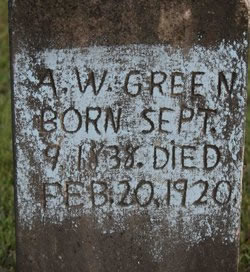 A.W. GREEN
BORN SEPT.
9.1838. DIED
FEB.20,1920.